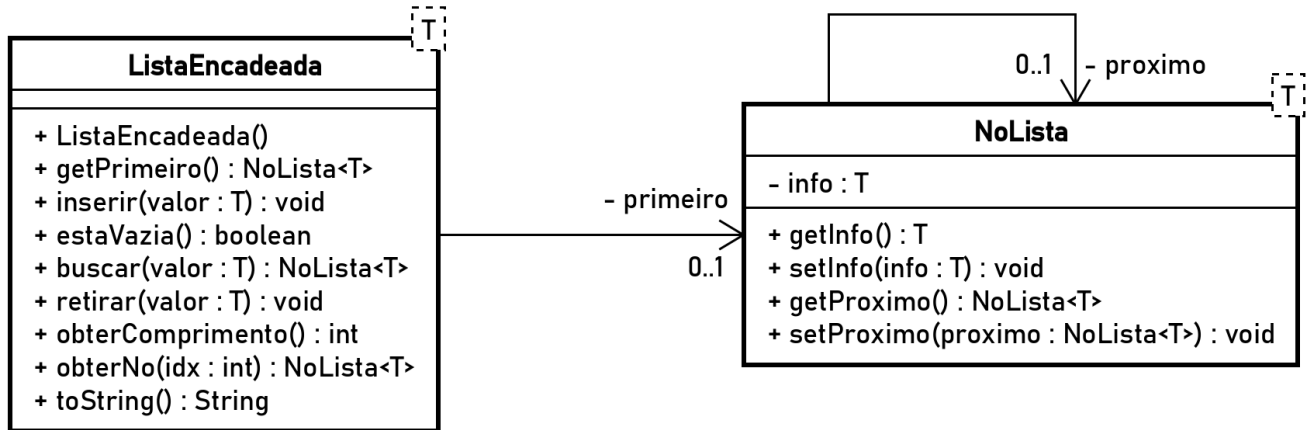 T
ListaEncadeada
+ ListaEncadeada()
+ getPrimeiro() : NoLista<T>
+ inserir(valor : T) : void
+ estaVazia() : boolean
+ buscar(valor : T) : NoLista<T>
+ retirar(valor : T) : void
+ obterComprimento() : int
+ obterNo(idx : int) : NoLista<T>
+ toString() : String
- primeiro
0..1
0..1
- proximo
T
NoLista
- info : T
+ getInfo() : T
+ setInfo(info : T) : void
+ getProximo() : NoLista<T>
+ setProximo(proximo : NoLista<T>) : void